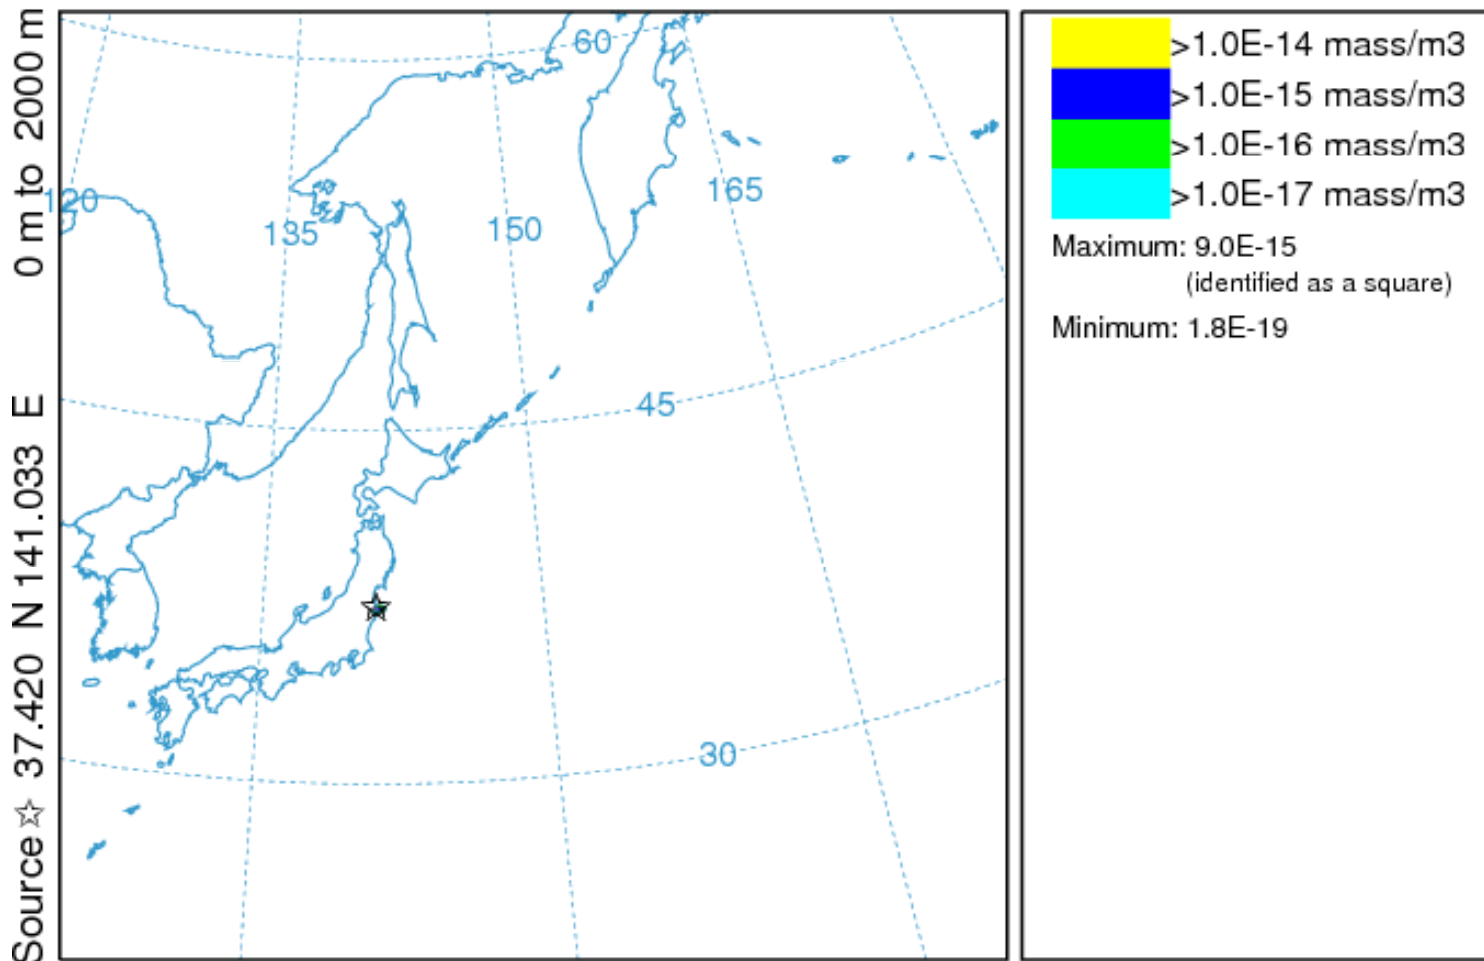 Source ☆ 37.420 N 141.033 E 0 m to 2000 m
60
120
135
150
165
45
30
>1.0E-14 mass/m3
>1.0E-15 mass/m3
>1.0E-16 mass/m3
>1.0E-17 mass/m3
Maximum: 9.0E-15
(identified as a square)
Minimum: 1.8E-19